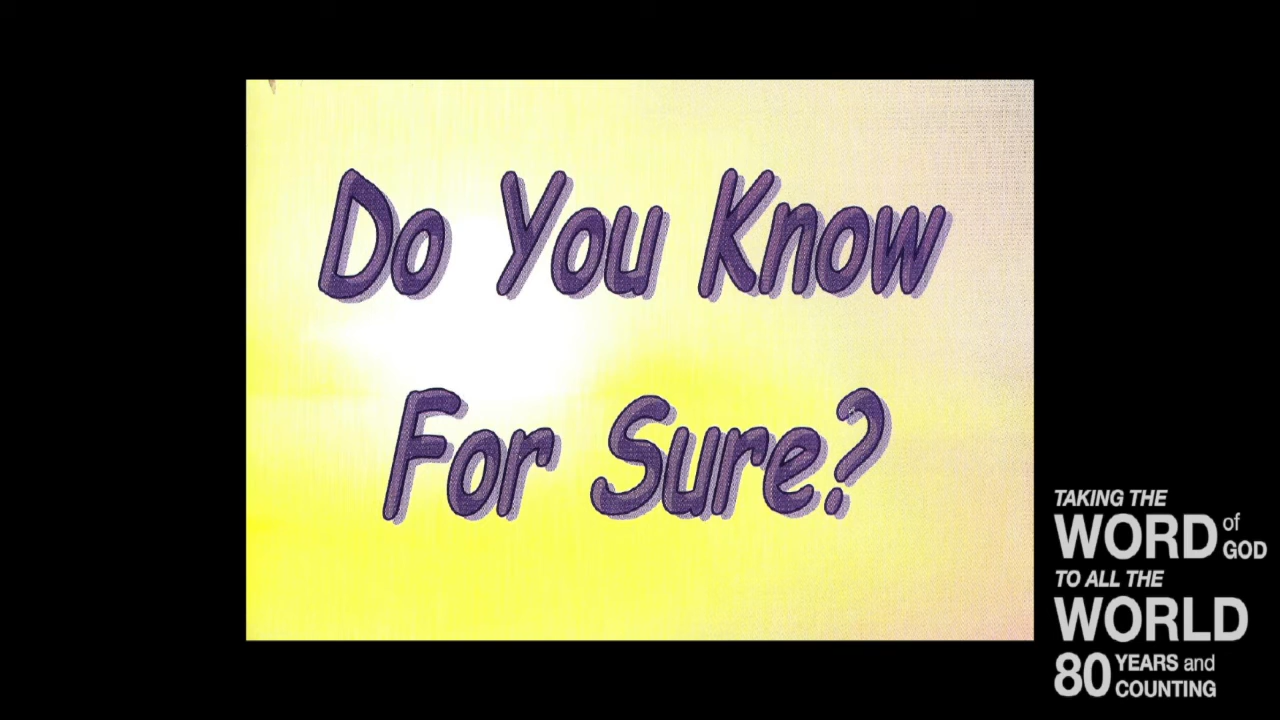 Do You Know
For Sure?
TAKING THE
WORD of GOD
TO ALL THE
WORLD
80 YEARS and
COUNTING